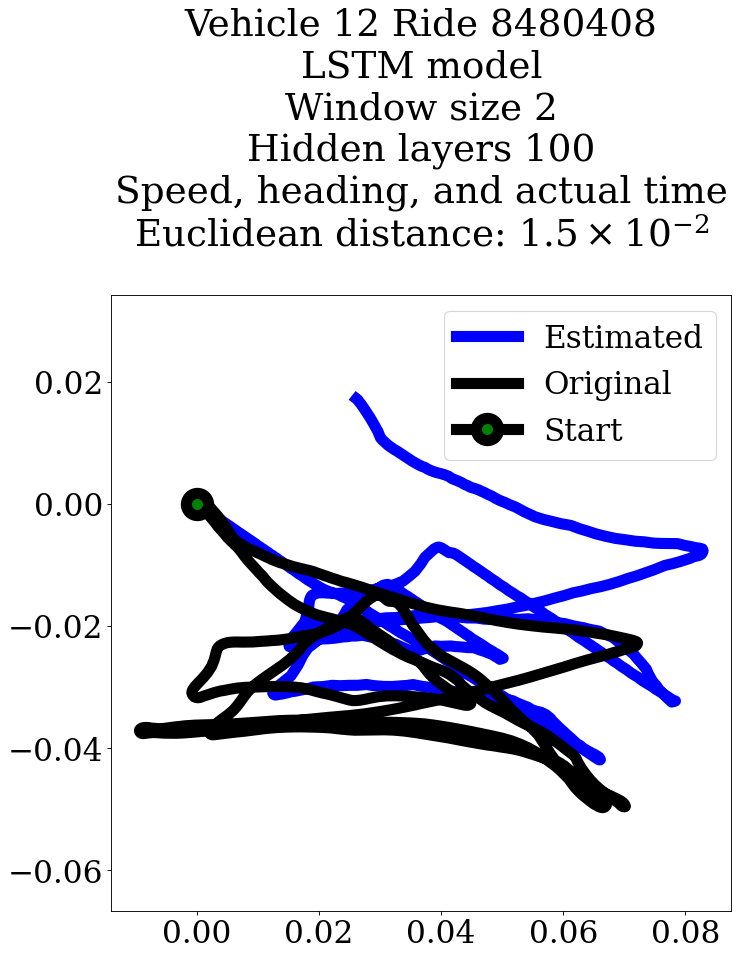 Vehicle 12 Ride 8480408
LSTM model
Window size 2
Hidden layers 100
Speed, heading, and actual time
Euclidean distance: 1.5 × 10⁻²
Estimated
Original
Start
0.02
0.00
−0.02
−0.04
−0.06
0.00 0.02 0.04 0.06 0.08